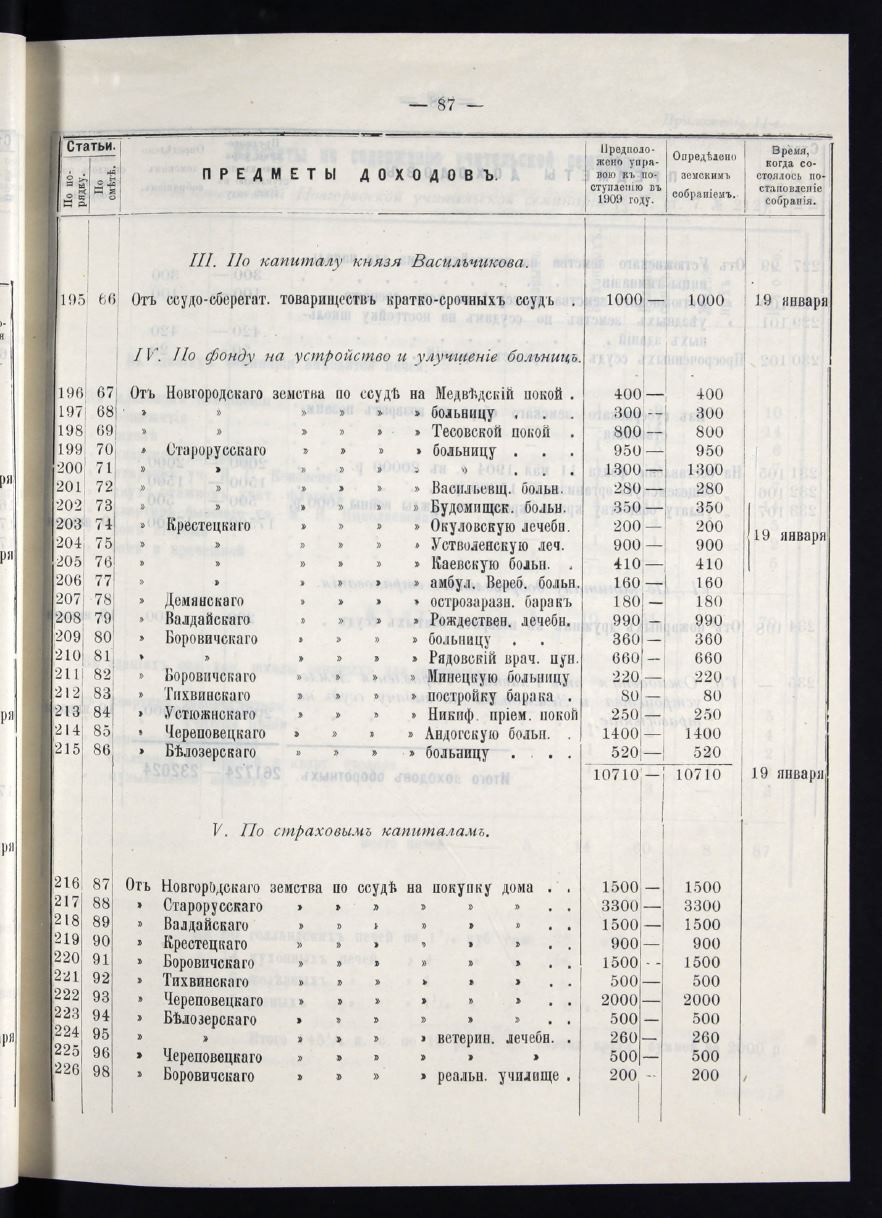 — 87 —
Статьи. ПРЕДМЕТЫ ДОХОДОВЪ. Предположено управою къ поступленію въ 1909 году. Опредѣлено земскимъ собраніемъ. Время, когда состоялось постановленіе собранія.
По порядку. По смѣтѣ.
III. По капиталу князя Васильчикова.
195 66 Отъ ссудо-сберегат. товариществъ кратко-срочныхъ ссудъ . 1000 — 1000 19 января
IV. По фонду на устройство и улучшеніе больницъ.
196 67 Отъ Новгородскаго земства по ссудѣ на Медвѣдскій покой . 400 — 400
197 68 » » » » » » больницу . . . 300 — 300
198 69 » » » » » » Тесовской покой . 800 — 800
199 70 » Старорусскаго » » » » больницу . . . 950 — 950
200 71 » » » » » » » . . . 1300 — 1300
201 72 » » » » » » Васильевщ. больн. 280 — 280
202 73 » » » » » » Будомищск. больн. 350 — 350
203 74 » Крестецкаго » » » » Окуловскую лечебн. 200 — 200
204 75 » » » » » » Устволенскую леч. 900 — 900 19 января
205 76 » » » » » » Каевскую больн. . 410 — 410
206 77 » » » » » » амбул. Вереб. больн. 160 — 160
207 78 » Демянскаго » » » » острозаразн. баракъ 180 — 180
208 79 » Валдайскаго » » » » Рождествен. лечебн. 990 — 990
209 80 » Боровичскаго » » » » больницу . . . 360 — 360
210 81 » » » » » » Рядовскій врач. пун. 660 — 660
211 82 » Боровичскаго » » » » Минецкую больницу 220 — 220
212 83 » Тихвинскаго » » » » постройку барака . 80 — 80
213 84 » Устюжнскаго » » » » Никиф. пріем. покой 250 — 250
214 85 » Череповецкаго » » » » Андогскую больн. . 1400 — 1400
215 86 » Бѣлозерскаго » » » » больницу . . . . 520 — 520
10710 — 10710 19 января
V. По страховымъ капиталамъ.
216 87 Отъ Новгородскаго земства по ссудѣ на покупку дома . . 1500 — 1500
217 88 » Старорусскаго » » » » » » . . 3300 — 3300
218 89 » Валдайскаго » » » » » » . . 1500 — 1500
219 90 » Крестецкаго » » » » » » . . 900 — 900
220 91 » Боровичскаго » » » » » » . . 1500 — 1500
221 92 » Тихвинскаго » » » » » » . . 500 — 500
222 93 » Череповецкаго » » » » » » . . 2000 — 2000
223 94 » Бѣлозерскаго » » » » » » . . 500 — 500
224 95 » » » » » » ветерин. лечебн. . 260 — 260
225 96 » Череповецкаго » » » » » » 500 — 500
226 98 » Боровичскаго » » » » реальн. училище . 200 — 200